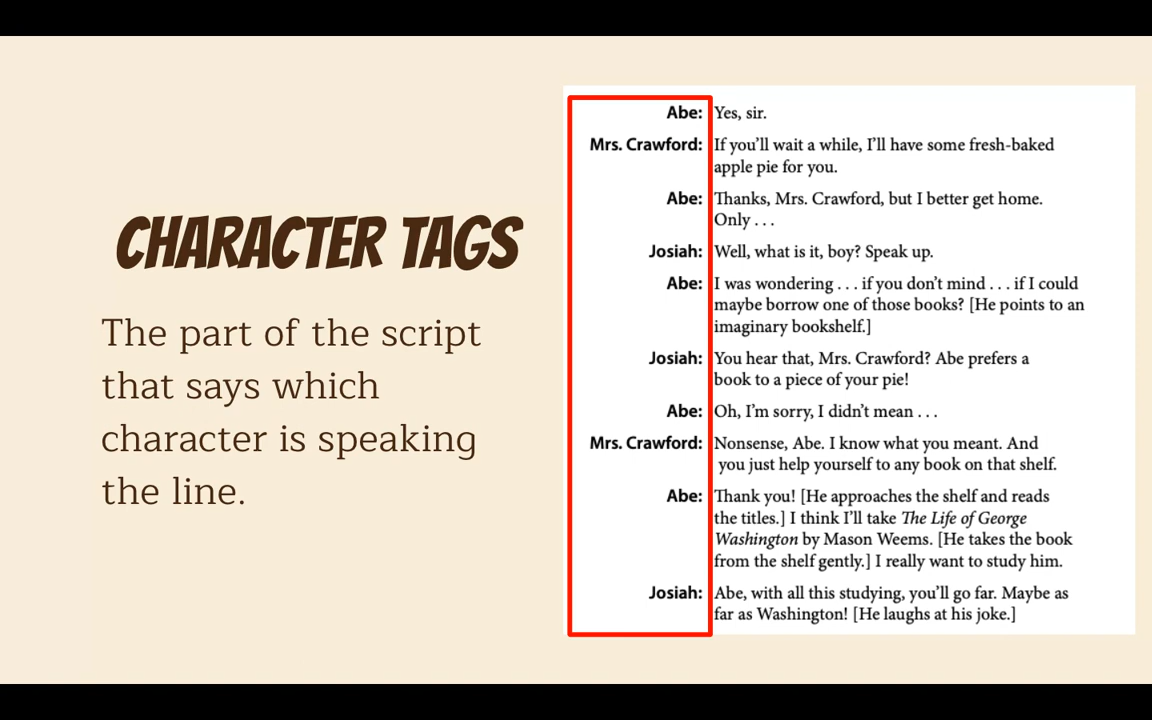 CHARACTER TAGS
The part of the script
that says which
character is speaking
the line.
Abe: Yes, sir.
Mrs. Crawford: If you’ll wait a while, I’ll have some fresh-baked
apple pie for you.
Abe: Thanks, Mrs. Crawford, but I better get home.
Only . . .
Josiah: Well, what is it, boy? Speak up.
Abe: I was wondering . . . if you don’t mind . . . if I could
maybe borrow one of those books? [He points to an
imaginary bookshelf.]
Josiah: You hear that, Mrs. Crawford? Abe prefers a
book to a piece of your pie!
Abe: Oh, I’m sorry, I didn’t mean . . .
Mrs. Crawford: Nonsense, Abe. I know what you meant. And
you just help yourself to any book on that shelf.
Abe: Thank you! [He approaches the shelf and reads
the titles.] I think I’ll take The Life of George
Washington by Mason Weems. [He takes the book
from the shelf gently.] I really want to study him.
Josiah: Abe, with all this studying, you’ll go far. Maybe as
far as Washington! [He laughs at his joke.]